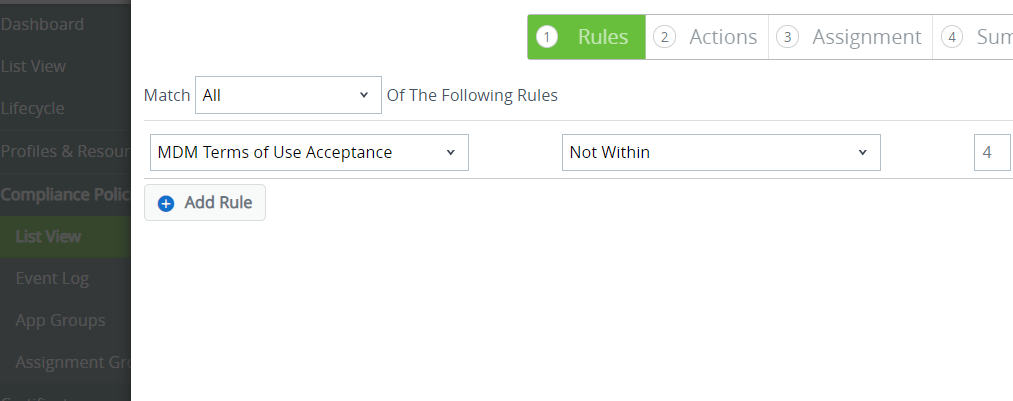 Dashboard
List View
Lifecycle
Profiles & Resour
Compliance Polic
List View
Event Log
App Groups
Assignment Gro
1 Rules 2 Actions 3 Assignment 4 Sum
Match All Of The Following Rules
MDM Terms of Use Acceptance Not Within 4
Add Rule